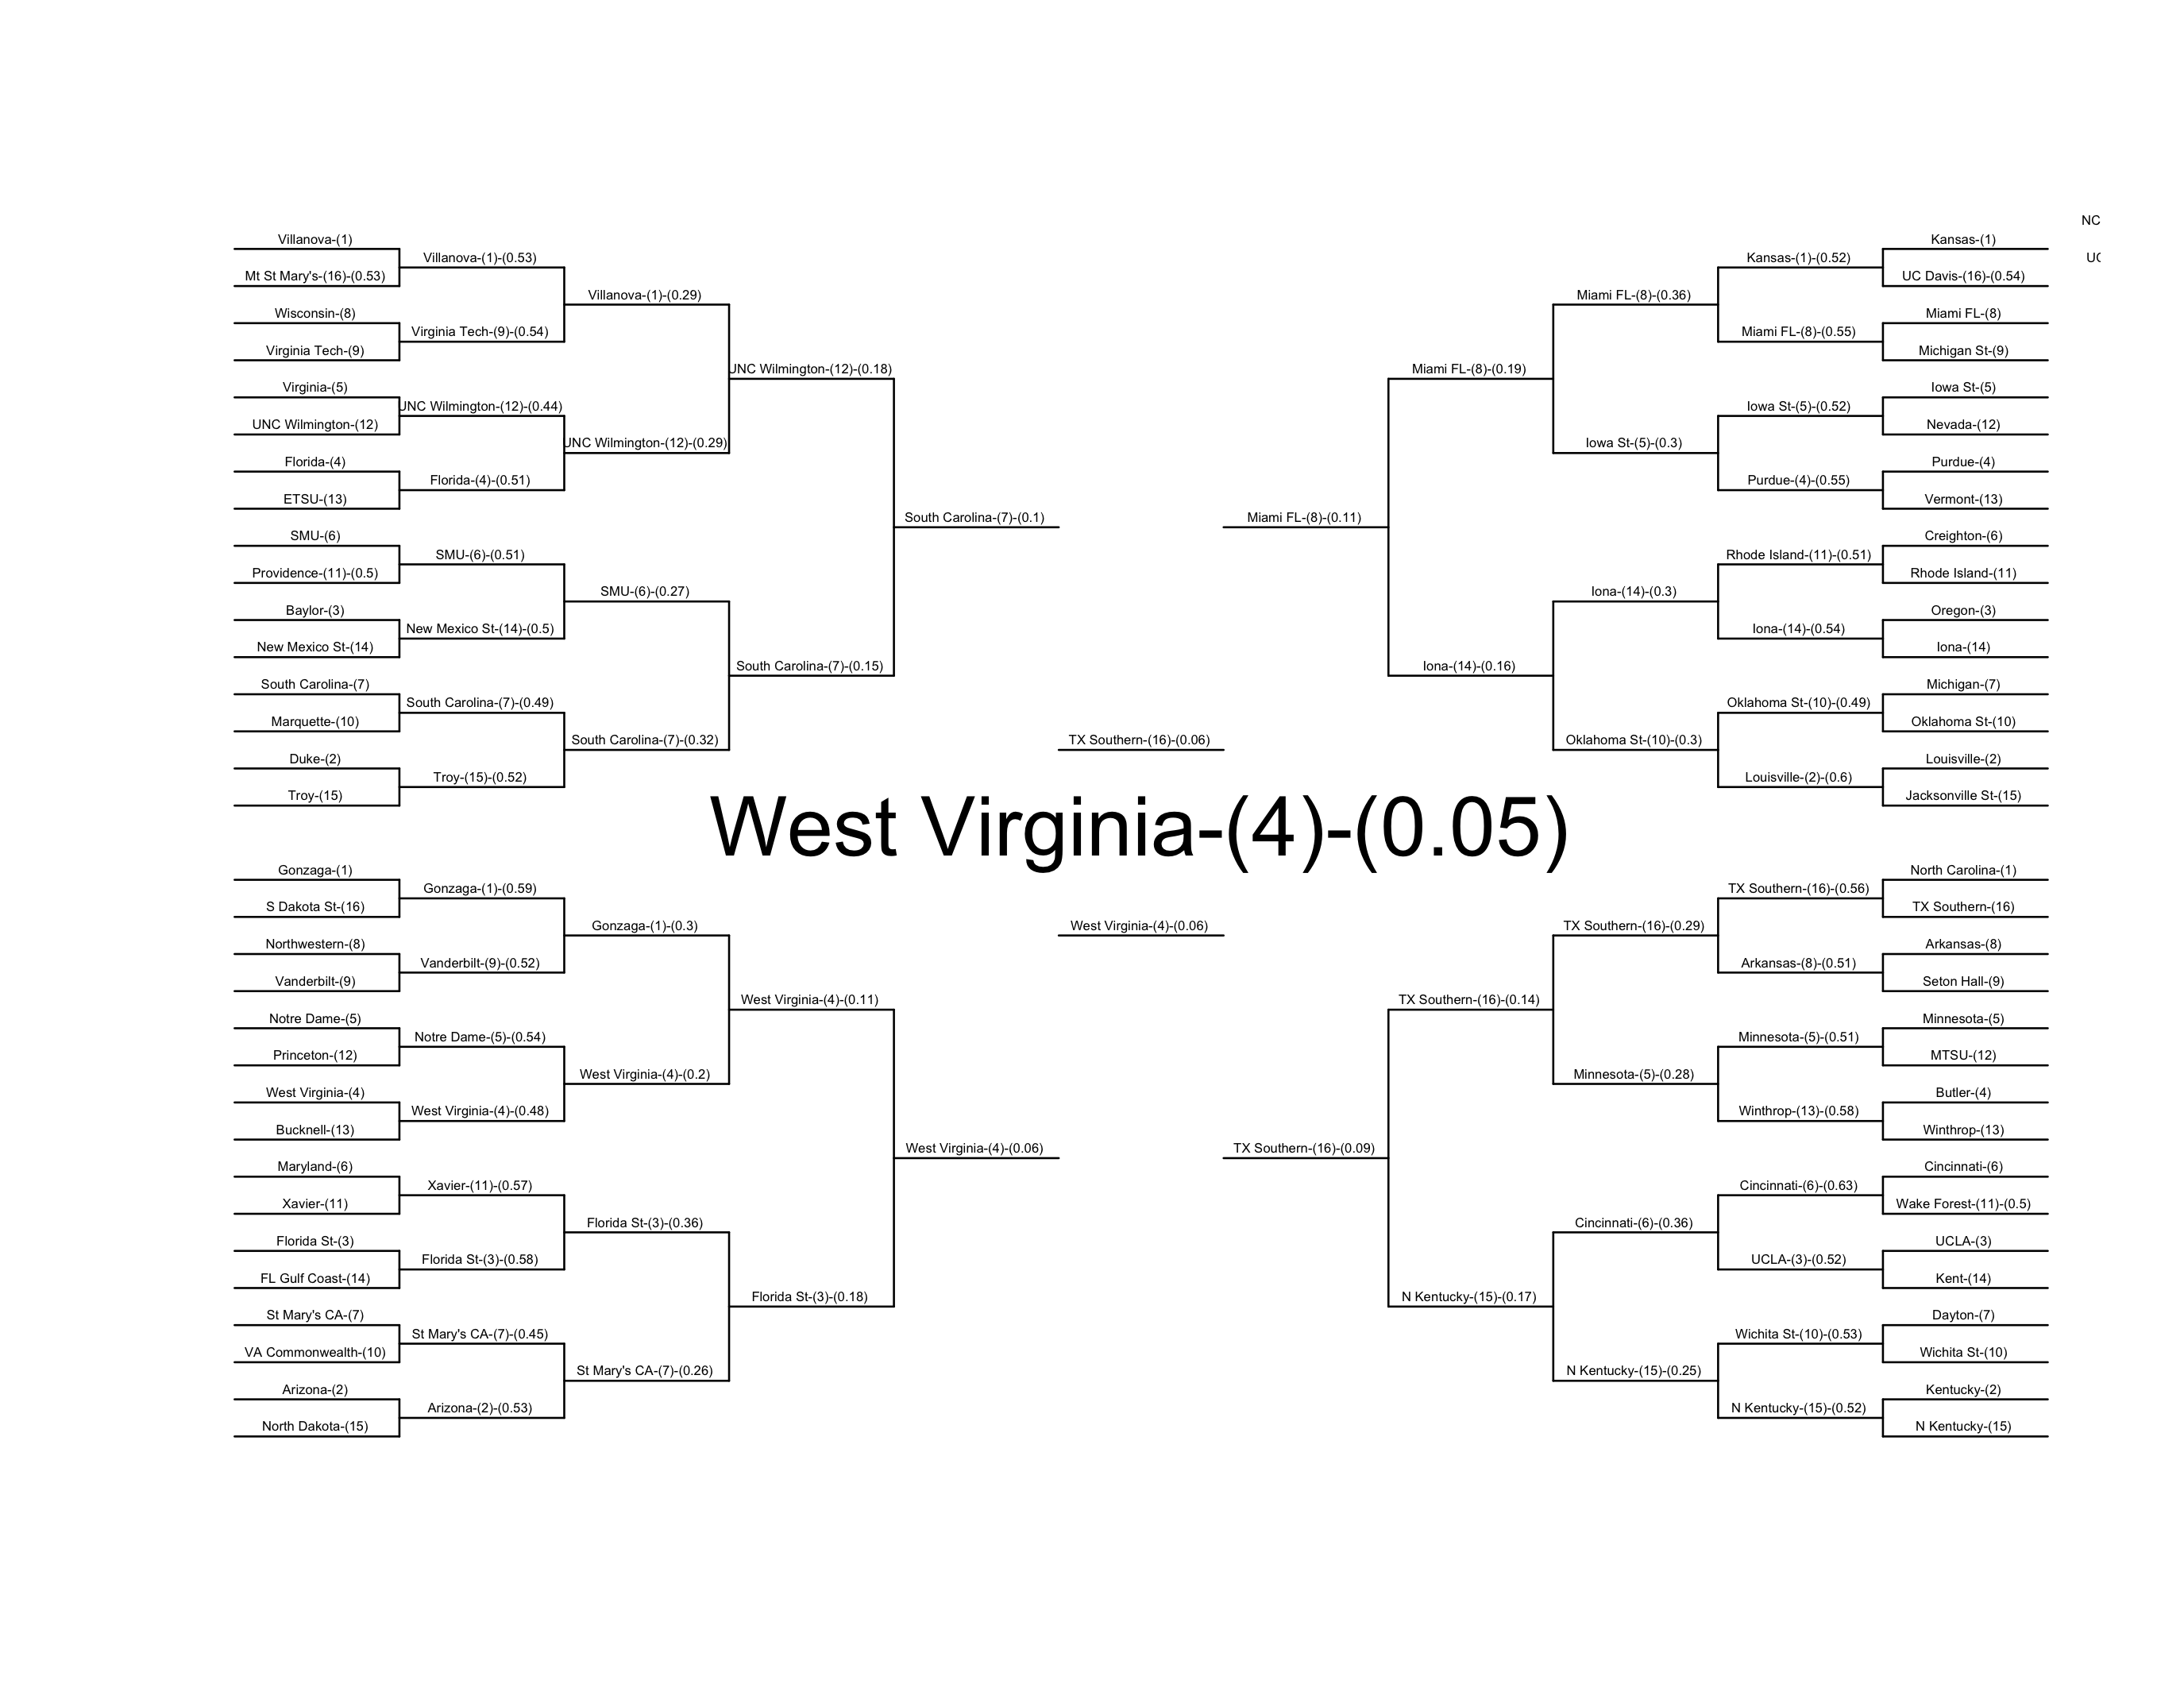 Villanova-(1)
Mt St Mary's-(16)-(0.53)
Wisconsin-(8)
Virginia Tech-(9)
Virginia-(5)
UNC Wilmington-(12)
Florida-(4)
ETSU-(13)
SMU-(6)
Providence-(11)-(0.5)
Baylor-(3)
New Mexico St-(14)
South Carolina-(7)
Marquette-(10)
Duke-(2)
Troy-(15)
Villanova-(1)-(0.53)
Virginia Tech-(9)-(0.54)
UNC Wilmington-(12)-(0.44)
Florida-(4)-(0.51)
SMU-(6)-(0.51)
New Mexico St-(14)-(0.5)
South Carolina-(7)-(0.49)
Troy-(15)-(0.52)
Villanova-(1)-(0.29)
UNC Wilmington-(12)-(0.29)
SMU-(6)-(0.27)
South Carolina-(7)-(0.32)
UNC Wilmington-(12)-(0.18)
South Carolina-(7)-(0.15)
South Carolina-(7)-(0.1)
Gonzaga-(1)
S Dakota St-(16)
Northwestern-(8)
Vanderbilt-(9)
Notre Dame-(5)
Princeton-(12)
West Virginia-(4)
Bucknell-(13)
Maryland-(6)
Xavier-(11)
Florida St-(3)
FL Gulf Coast-(14)
St Mary's CA-(7)
VA Commonwealth-(10)
Arizona-(2)
North Dakota-(15)
Gonzaga-(1)-(0.59)
Vanderbilt-(9)-(0.52)
Notre Dame-(5)-(0.54)
West Virginia-(4)-(0.48)
Xavier-(11)-(0.57)
Florida St-(3)-(0.58)
St Mary's CA-(7)-(0.45)
Arizona-(2)-(0.53)
Gonzaga-(1)-(0.3)
West Virginia-(4)-(0.2)
Florida St-(3)-(0.36)
St Mary's CA-(7)-(0.26)
West Virginia-(4)-(0.11)
Florida St-(3)-(0.18)
West Virginia-(4)-(0.06)
TX Southern-(16)-(0.06)
West Virginia-(4)-(0.05)
West Virginia-(4)-(0.06)
Miami FL-(8)-(0.11)
Miami FL-(8)-(0.19)
Iona-(14)-(0.16)
Miami FL-(8)-(0.36)
Iowa St-(5)-(0.3)
Iona-(14)-(0.3)
Oklahoma St-(10)-(0.3)
Kansas-(1)-(0.52)
Miami FL-(8)-(0.55)
Iowa St-(5)-(0.52)
Purdue-(4)-(0.55)
Rhode Island-(11)-(0.51)
Iona-(14)-(0.54)
Oklahoma St-(10)-(0.49)
Louisville-(2)-(0.6)
Kansas-(1)
UC Davis-(16)-(0.54)
Miami FL-(8)
Michigan St-(9)
Iowa St-(5)
Nevada-(12)
Purdue-(4)
Vermont-(13)
Creighton-(6)
Rhode Island-(11)
Oregon-(3)
Iona-(14)
Michigan-(7)
Oklahoma St-(10)
Louisville-(2)
Jacksonville St-(15)
NC
TX Southern-(16)-(0.09)
TX Southern-(16)-(0.14)
N Kentucky-(15)-(0.17)
TX Southern-(16)-(0.29)
Minnesota-(5)-(0.28)
Cincinnati-(6)-(0.36)
N Kentucky-(15)-(0.25)
TX Southern-(16)-(0.56)
Arkansas-(8)-(0.51)
Minnesota-(5)-(0.51)
Winthrop-(13)-(0.58)
Cincinnati-(6)-(0.63)
UCLA-(3)-(0.52)
Wichita St-(10)-(0.53)
N Kentucky-(15)-(0.52)
North Carolina-(1)
TX Southern-(16)
Arkansas-(8)
Seton Hall-(9)
Minnesota-(5)
MTSU-(12)
Butler-(4)
Winthrop-(13)
Cincinnati-(6)
Wake Forest-(11)-(0.5)
UCLA-(3)
Kent-(14)
Dayton-(7)
Wichita St-(10)
Kentucky-(2)
N Kentucky-(15)